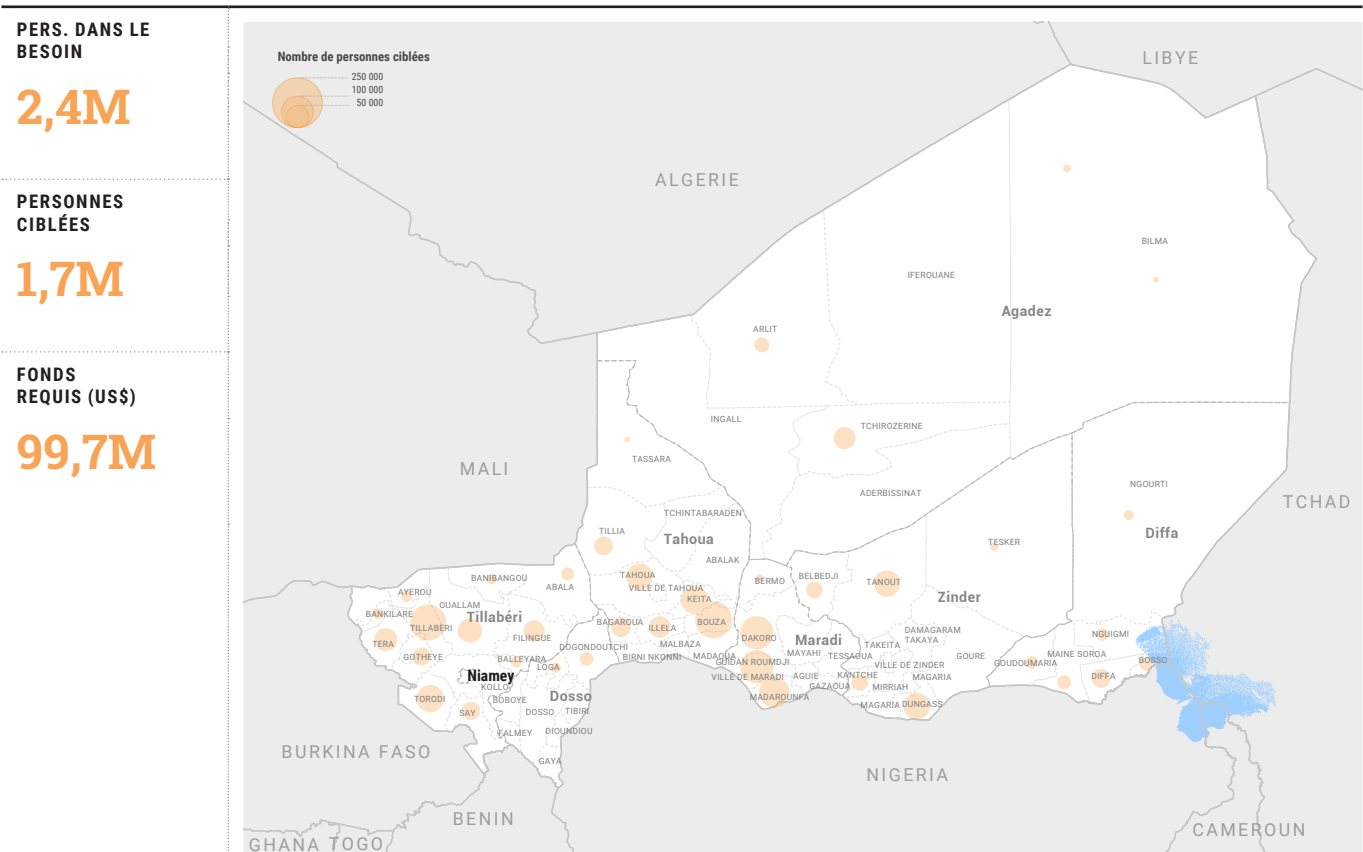 PERS. DANS LE
BESOIN
2,4M
PERSONNES
CIBLÉES
1,7M
FONDS
REQUIS (US$)
99,7M
Nombre de personnes ciblées
250 000
100 000
50 000
LIBYE
ALGERIE
BILMA
IFEROUANE
Agadez
ARLIT
INGALL
TCHIROZERINE
MALI
TASSARA
NGOURTI
ADERBISSINAT
TCHAD
TCHINTABARADEN
TILLIA
Tahoua
Diffa
TESKER
ABALAK
TAHOUA
BANIBANGOU
BERMO
BELBEDJI
TANOUT
ABALA
VILLE DE TAHOUA
AYEROU
KEITA
Zinder
OUALLAM
BANKILARE
Tillabéri
BAGAROUA
ILLELA
BOUZA
TILLABERI
DAMAGARAM
TAKAYA
NGUIGMI
FILINGUE
DAKORO
Maradi
TERA
DOGONDOUTCHI
MALBAZA
TAKEITA
MAYAHI
TESSAOUA
GOURE
MAINE SOROA
GOTHEYE
BALLEYARA
BIRNI NKONNI
MADAOUA
GUIDAN ROUMDJI
VILLE DE ZINDER
GOUDOUMARIA
BOSSO
LOGA
Niamey
VILLE DE MARADI
AGUIE
KANTCHE
MAGARIA
DIFFA
KOLLO
GAZAOUA
MIRRIAH
TORODI
BOBOYE
Dosso
MADAROUNFA
MAGARIA
DUNGASS
SAY
DOSSO
TIBIRI
FALMEY
DIOUNDIOU
BURKINA FASO
GAYA
NIGERIA
BENIN
CAMEROUN
GHANA
TOGO